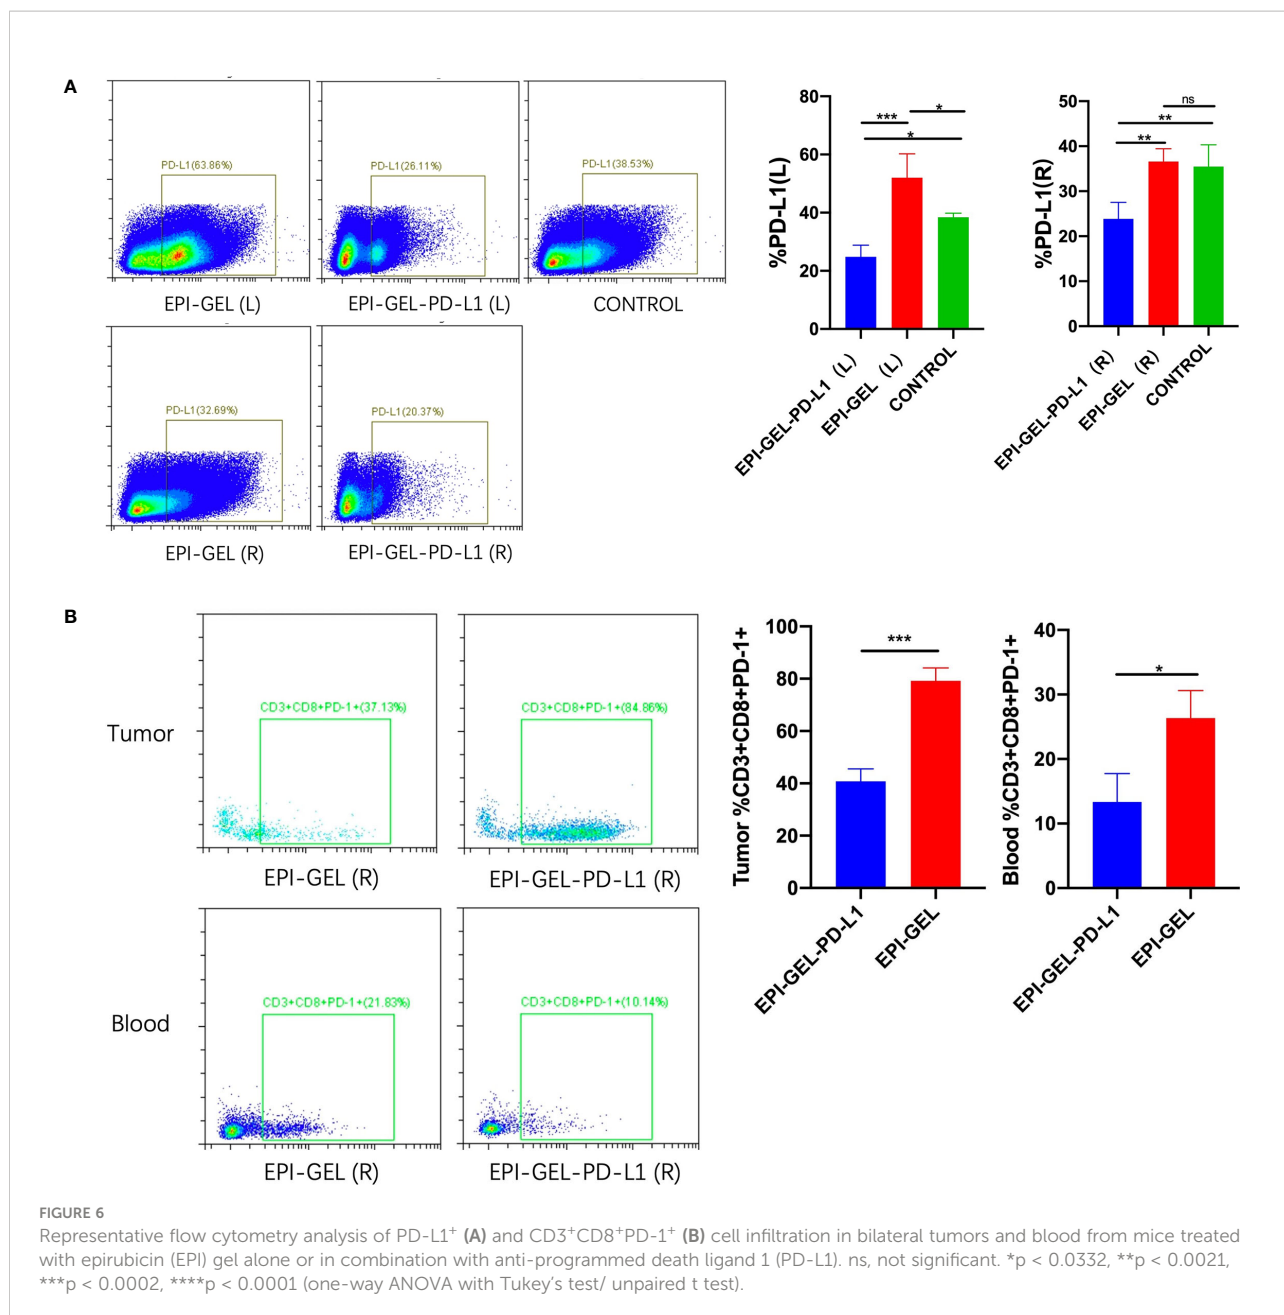 A
PD-L1(63.86%)
PD-L1(26.11%)
PD-L1(38.53%)
EPI-GEL (L)
EPI-GEL-PD-L1 (L)
CONTROL
PD-L1(32.69%)
PD-L1(20.37%)
EPI-GEL (R)
EPI-GEL-PD-L1 (R)
%PD-L1(L)
80
60
40
20
0
***
*
*
EPI-GEL-PD-L1 (L)
EPI-GEL (L)
CONTROL
%PD-L1(R)
50
40
30
20
10
0
ns
**
**
EPI-GEL-PD-L1 (R)
EPI-GEL (R)
CONTROL
B
Tumor
CD3+CD8+PD-1+(37.13%)
CD3+CD8+PD-1+(84.86%)
EPI-GEL (R)
EPI-GEL-PD-L1 (R)
Blood
CD3+CD8+PD-1+(21.83%)
CD3+CD8+PD-1+(10.14%)
EPI-GEL (R)
EPI-GEL-PD-L1 (R)
Tumor %CD3+CD8+PD-1+
100
80
60
40
20
0
***
EPI-GEL-PD-L1
EPI-GEL
Blood %CD3+CD8+PD-1+
40
30
20
10
0
*
EPI-GEL-PD-L1
EPI-GEL
FIGURE 6
Representative flow cytometry analysis of PD-L1⁺ (A) and CD3⁺CD8⁺PD-1⁺ (B) cell infiltration in bilateral tumors and blood from mice treated
with epirubicin (EPI) gel alone or in combination with anti-programmed death ligand 1 (PD-L1). ns, not significant. *p < 0.0332, **p < 0.0021,
***p < 0.0002, ****p < 0.0001 (one-way ANOVA with Tukey's test/ unpaired t test).